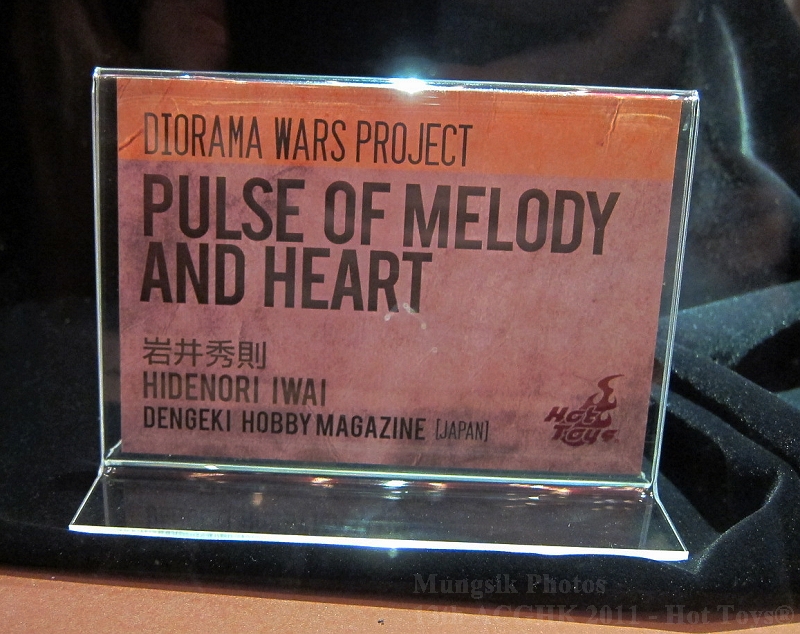 DIORAMA WARS PROJECT
PULSE OF MELODY
AND HEART
岩井秀則
HIDENORI IWAI
DENGEKI HOBBY MAGAZINE [JAPAN]
Hot
Toys
Mungsik Photos
13th ACGHK 2011 - Hot Toys®